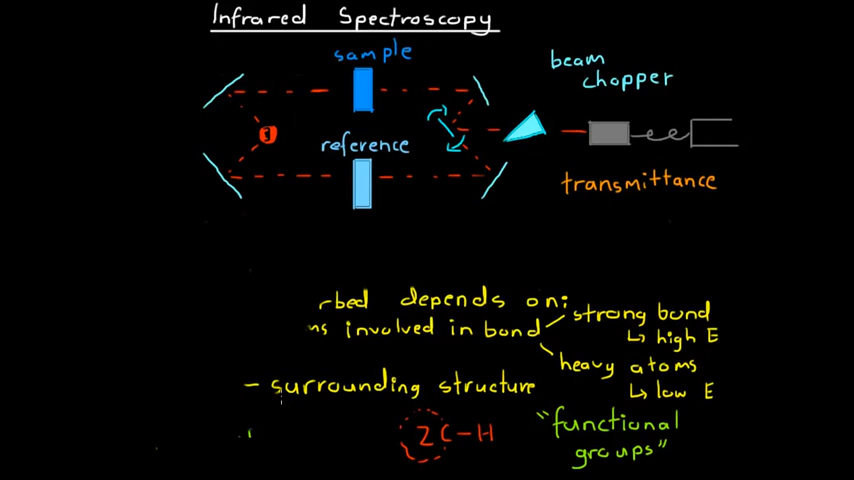 Infrared Spectroscopy
sample
beam
chopper
reference
transmittance
rbed depends on:
ns involved in bond
strong bond
↳ high E
heavy atoms
↳ low E
- surrounding structure
C-H
"functional
groups"